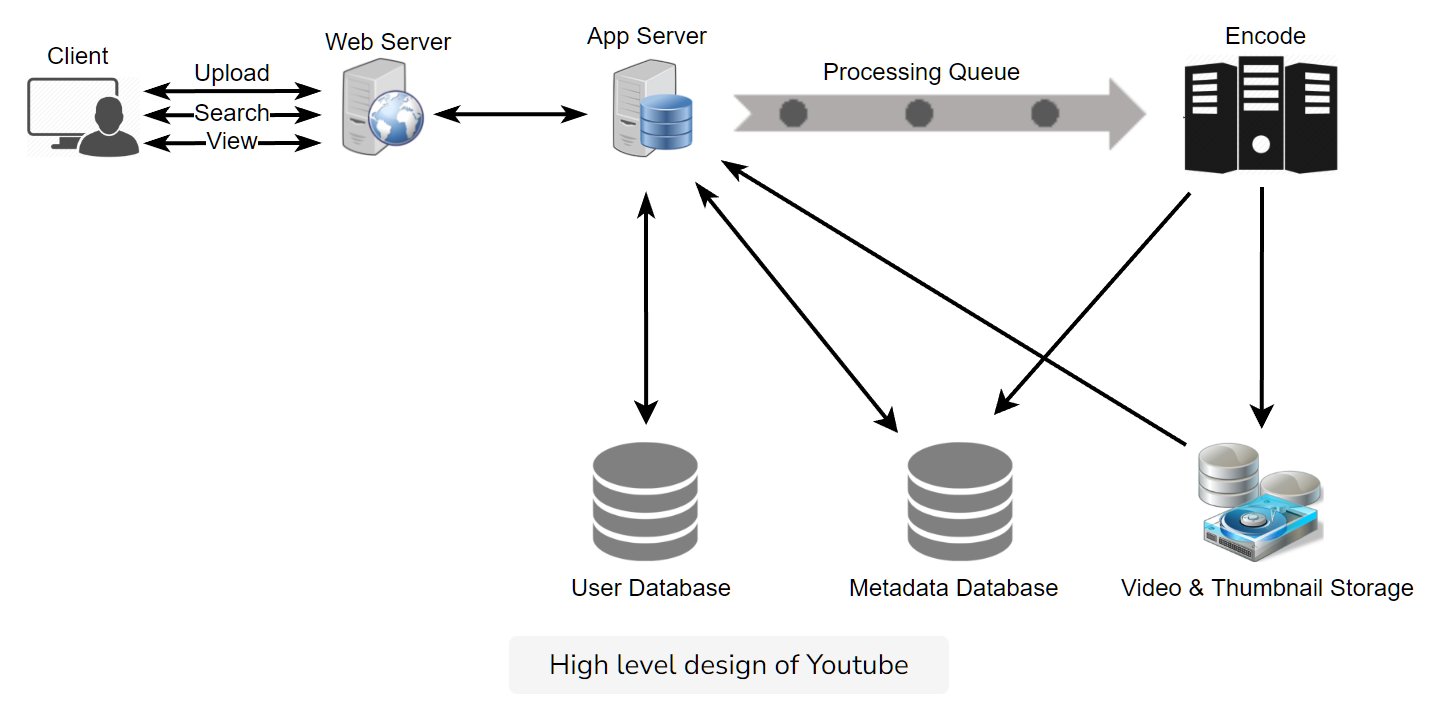 Client
Web Server
App Server
Encode
Upload
Search
View
Processing Queue
User Database
Metadata Database
Video & Thumbnail Storage
High level design of Youtube